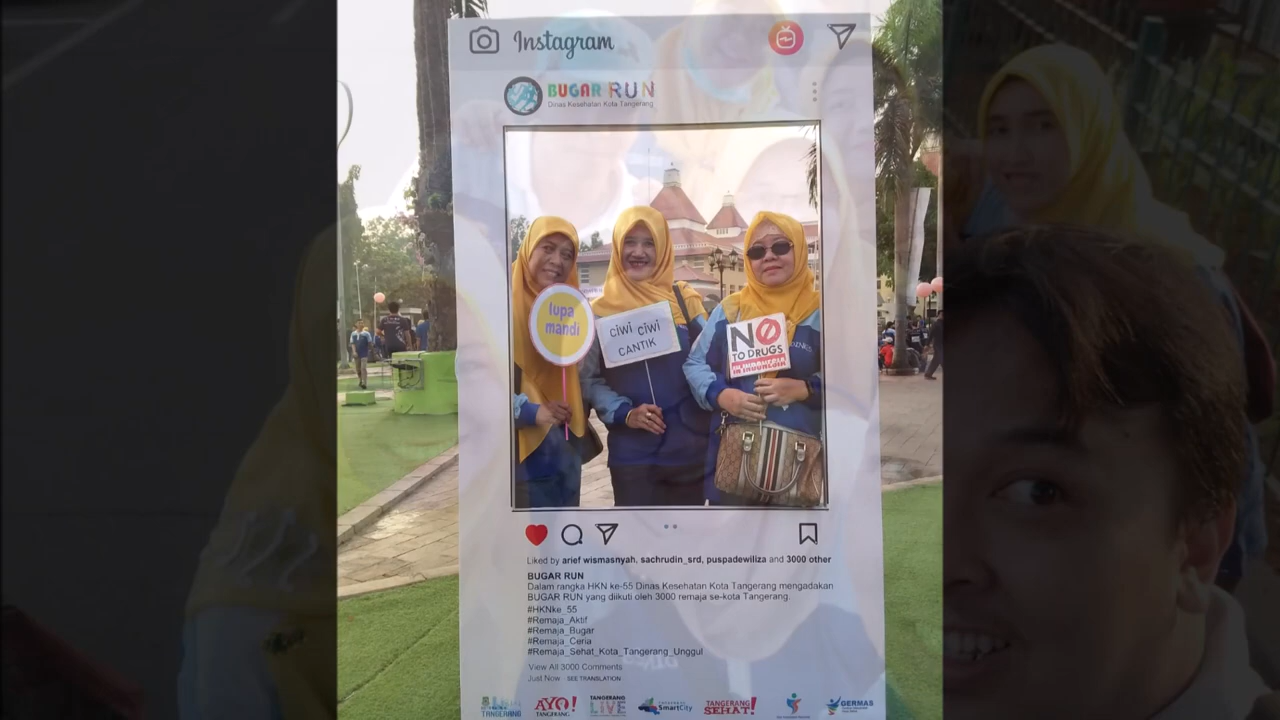 Instagram
BUGAR RUN
Dinas Kesehatan Kota Tangerang
lupa
mandi
CIWI CIWI
CANTIK
NO
TO DRUGS
IN INDONESIA
Liked by arief wismasnyah, sachrudin_srd, puspadewiliza and 3000 other
BUGAR RUN
Dalam rangka HKN ke-55 Dinas Kesehatan Kota Tangerang mengadakan
BUGAR RUN yang diikuti oleh 3000 remaja se-kota Tangerang.
#HKNke_55
#Remaja_Aktif
#Remaja_Bugar
#Remaja_Ceria
#Remaja_Sehat_Kota_Tangerang_Unggul
View All 3000 Comments
Just Now SEE TRANSLATION
TANGERANG
AYO!
TANGERANG
TANGERANG
LIVE
SmartCity
TANGERANG
SEHAT!
GERMAS